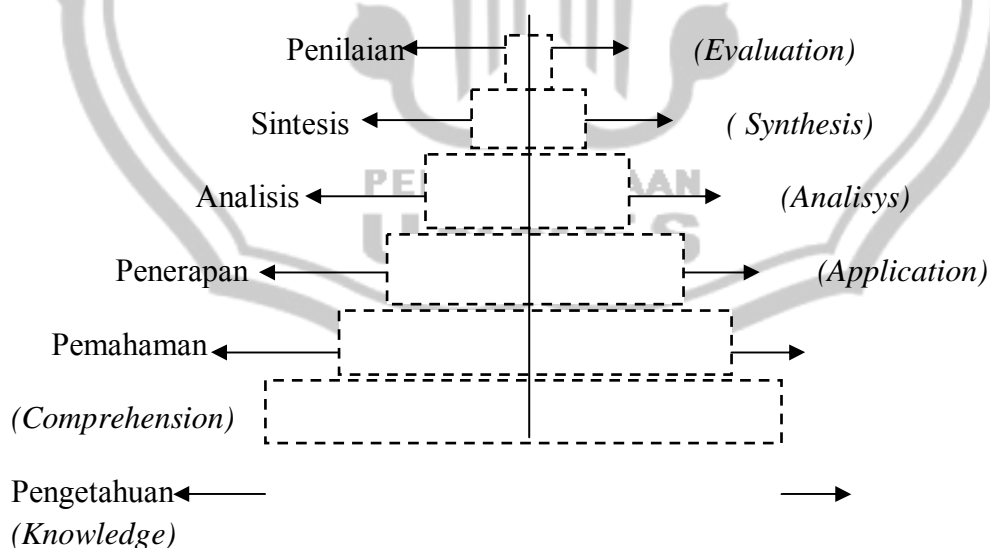 Penilaian (Evaluation)
Sintesis ( Synthesis)
Analisis (Analisys)
Penerapan (Application)
Pemahaman
(Comprehension)
Pengetahuan
(Knowledge)